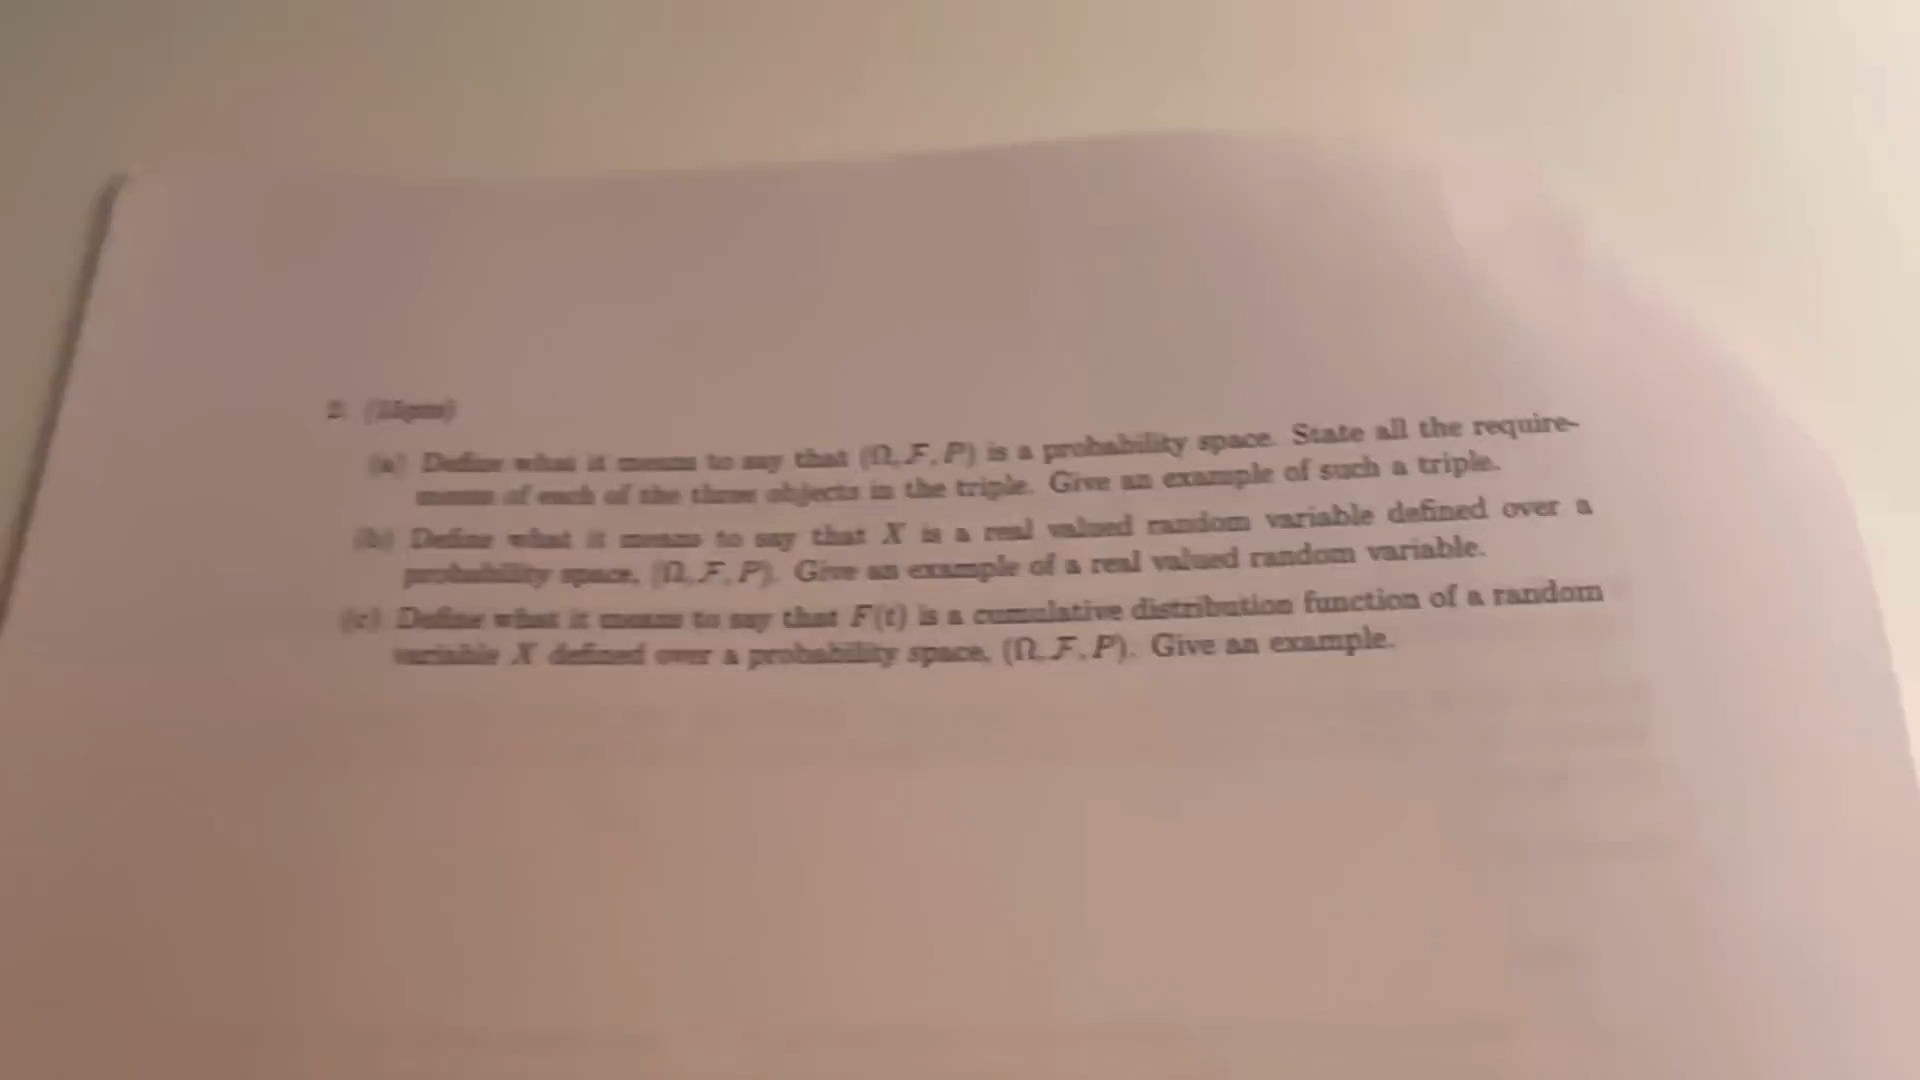 2. (15pts)
(a) Define what it means to say that (Ω, F, P) is a probability space. State all the require-
ments of each of the three objects in the triple. Give an example of such a triple.
(b) Define what it means to say that X is a real valued random variable defined over a
probability space, (Ω, F, P). Give an example of a real valued random variable.
(c) Define what it means to say that F(t) is a cumulative distribution function of a random
variable X defined over a probability space, (Ω, F, P). Give an example.